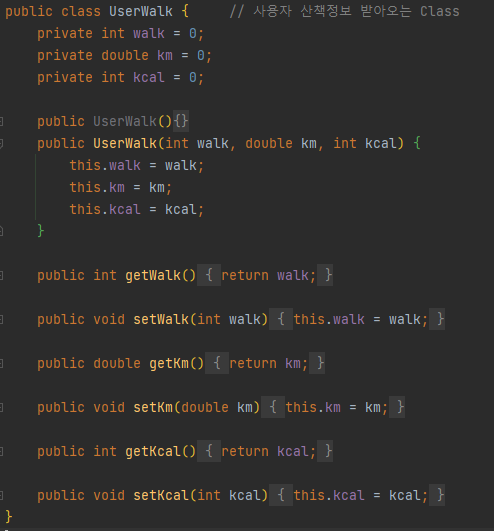 public class UserWalk {     // 사용자 산책정보 받아오는 Class
    private int walk = 0;
    private double km = 0;
    private int kcal = 0;

    public UserWalk(){}
    public UserWalk(int walk, double km, int kcal) {
        this.walk = walk;
        this.km = km;
        this.kcal = kcal;
    }

    public int getWalk() { return walk; }

    public void setWalk(int walk) { this.walk = walk; }

    public double getKm() { return km; }

    public void setKm(double km) { this.km = km; }

    public int getKcal() { return kcal; }

    public void setKcal(int kcal) { this.kcal = kcal; }
}